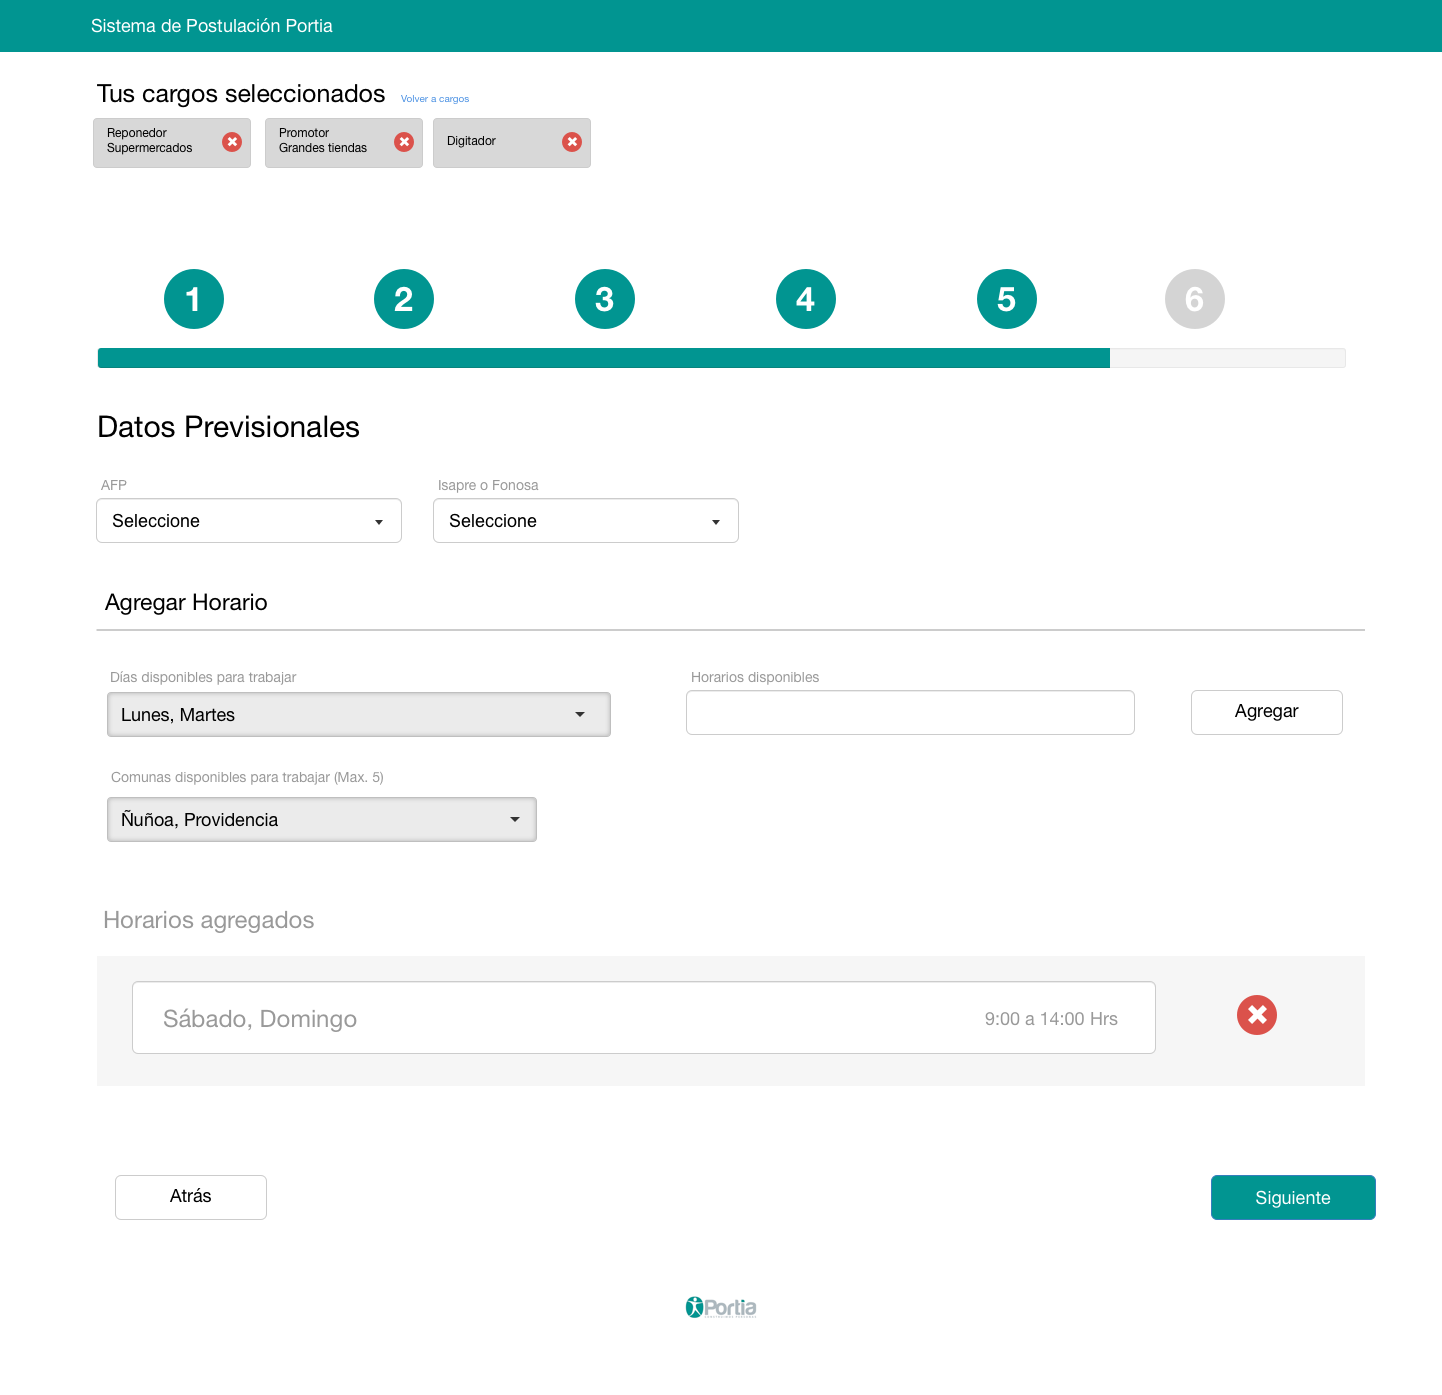 Sistema de Postulación Portia
Tus cargos seleccionados Volver a cargos
Reponedor
Supermercados
Promotor
Grandes tiendas
Digitador
1 2 3 4 5 6
Datos Previsionales
AFP
Seleccione
Isapre o Fonosa
Seleccione
Agregar Horario
Días disponibles para trabajar
Lunes, Martes
Horarios disponibles
Agregar
Comunas disponibles para trabajar (Max. 5)
Ñuñoa, Providencia
Horarios agregados
Sábado, Domingo 9:00 a 14:00 Hrs
Atrás Siguiente
Portia